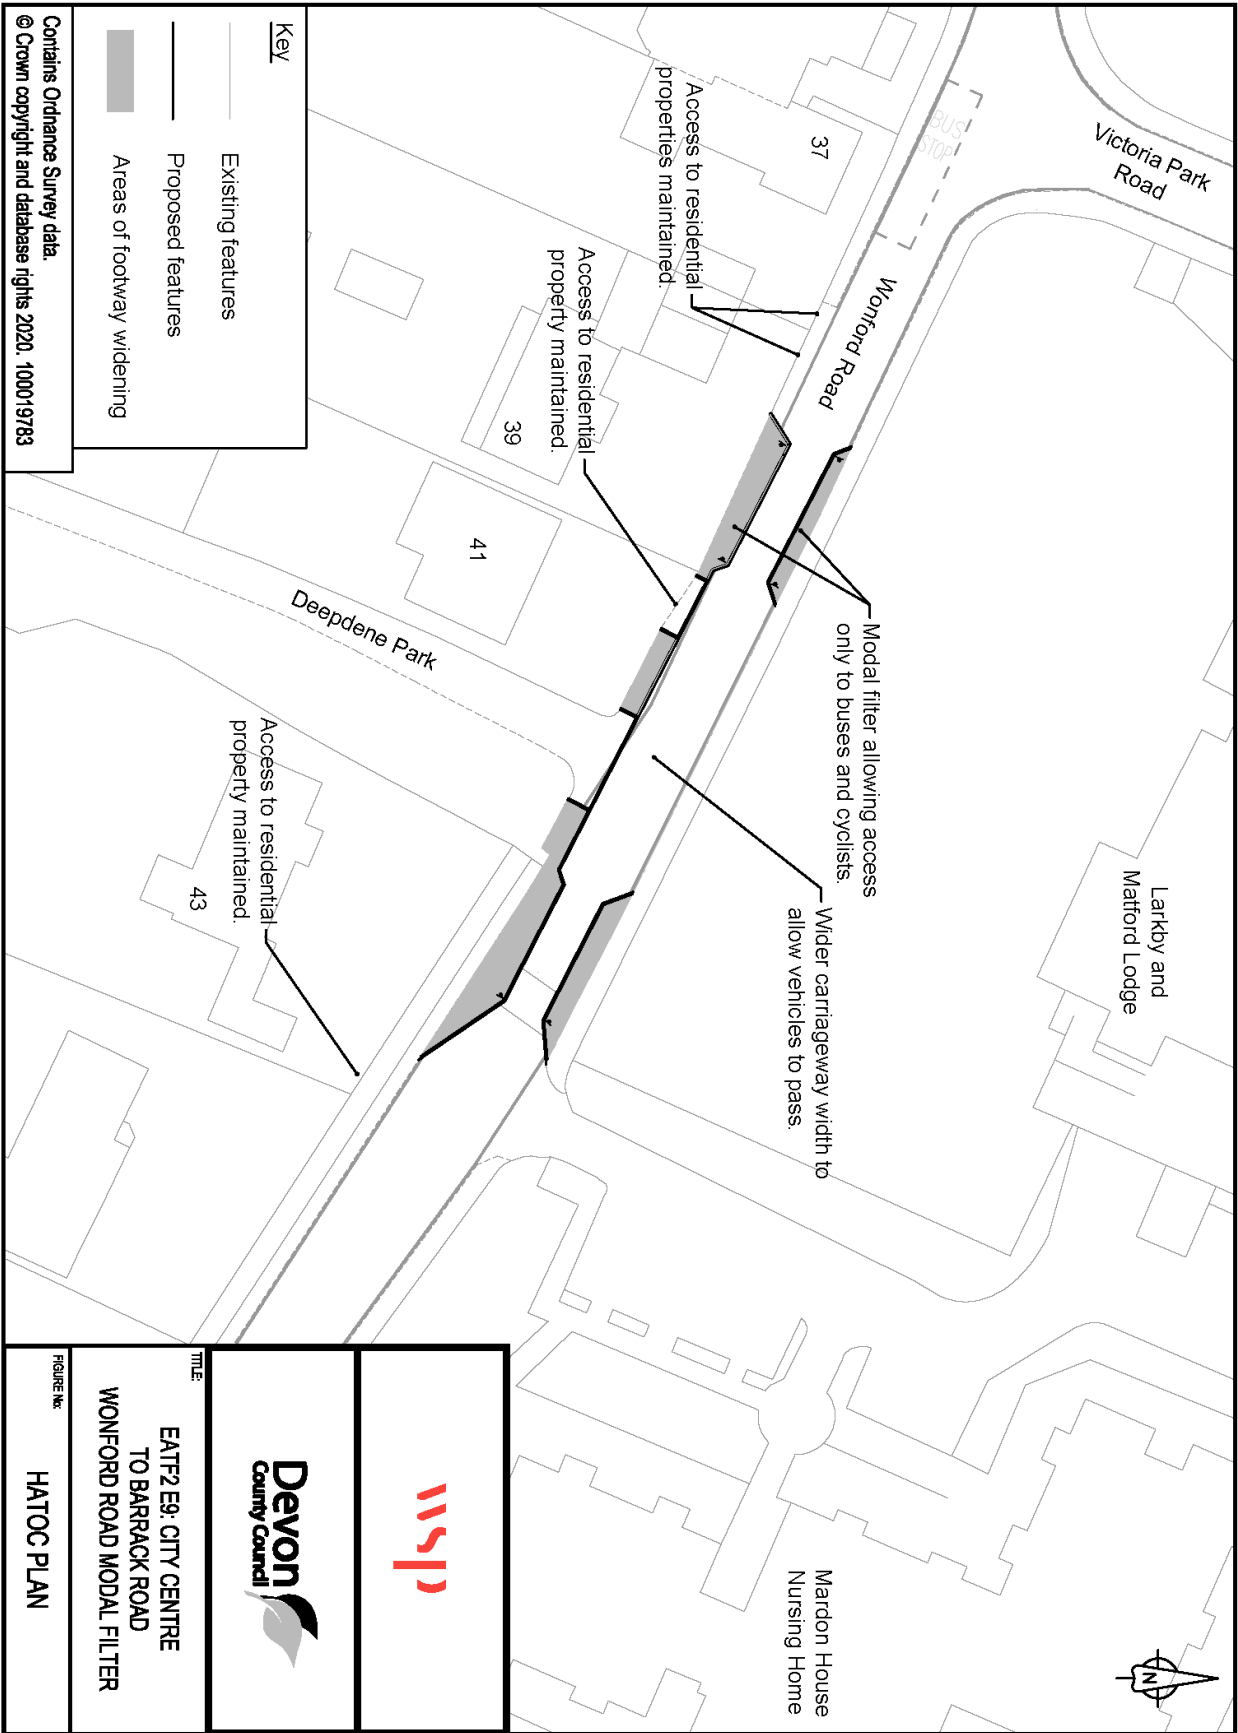 Victoria Park
Road
BUS
STOP
Wonford Road
37
Access to residential
properties maintained.
Access to residential
property maintained.
39
41
Deepdene Park
Modal filter allowing access
only to buses and cyclists.
Larkby and
Matford Lodge
Wider carriageway width to
allow vehicles to pass.
Access to residential
property maintained.
43
Mardon House
Nursing Home
N
Key
Existing features
Proposed features
Areas of footway widening
Contains Ordnance Survey data.
© Crown copyright and database rights 2020. 100019783
wsp
Devon
County Council
TITLE:
EATF2 E9: CITY CENTRE
TO BARRACK ROAD
WONFORD ROAD MODAL FILTER
FIGURE No:
HATOC PLAN